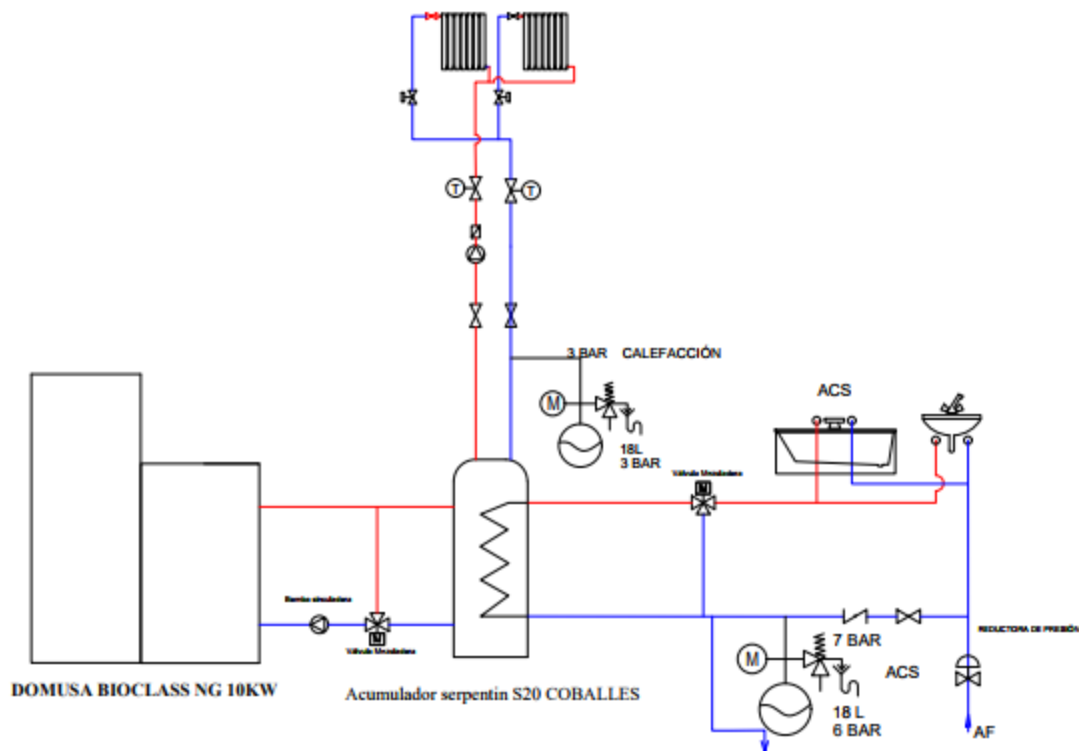 T
T
3 BAR CALEFACCIÓN
M
18L
3 BAR
ACS
Válvula Mezcladora
M
Bomba circuladora
M
Válvula Mezcladora
7 BAR
M
ACS
REDUCTORA DE PRESIÓN
18 L
6 BAR
AF
DOMUSA BIOCLASS NG 10KW
Acumulador serpentin S20 COBALLES